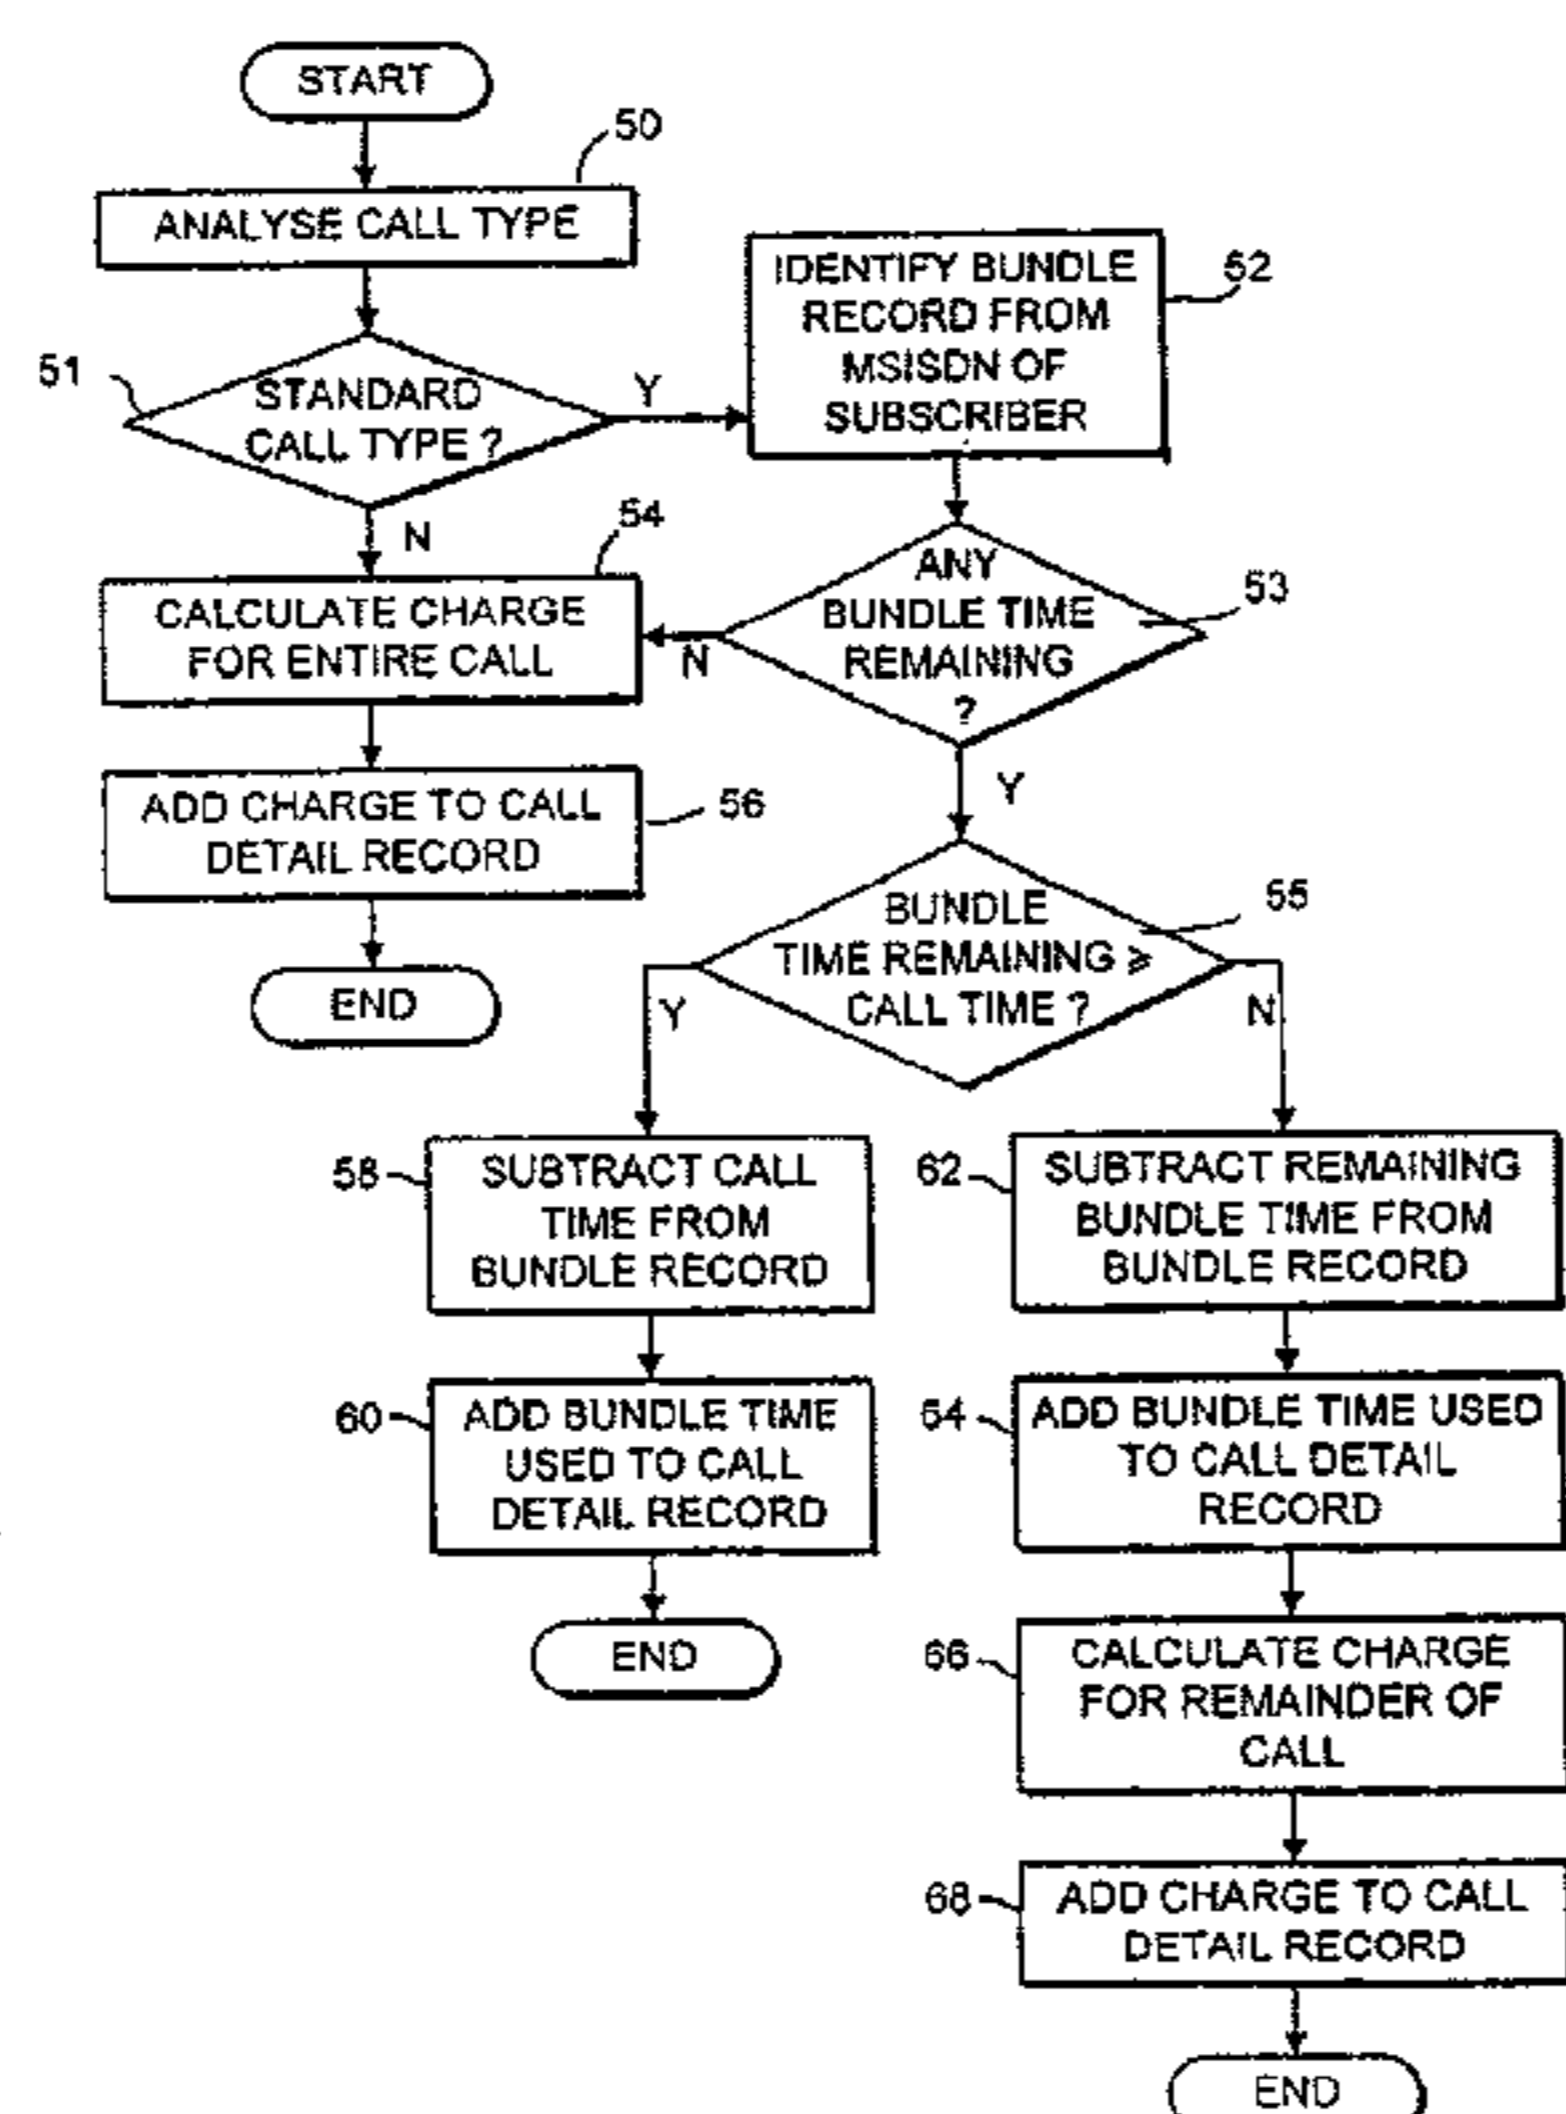 START
50
ANALYSE CALL TYPE
51
STANDARD
CALL TYPE ?
Y
N
IDENTIFY BUNDLE
RECORD FROM
MSISDN OF
SUBSCRIBER
52
54
CALCULATE CHARGE
FOR ENTIRE CALL
ANY
BUNDLE TIME
REMAINING
?
53
N
Y
ADD CHARGE TO CALL
DETAIL RECORD
56
END
BUNDLE
TIME REMAINING ⩾
CALL TIME ?
55
Y
N
58
SUBTRACT CALL
TIME FROM
BUNDLE RECORD
60
ADD BUNDLE TIME
USED TO CALL
DETAIL RECORD
END
62
SUBTRACT REMAINING
BUNDLE TIME FROM
BUNDLE RECORD
64
ADD BUNDLE TIME USED
TO CALL DETAIL
RECORD
66
CALCULATE CHARGE
FOR REMAINDER OF
CALL
68
ADD CHARGE TO CALL
DETAIL RECORD
END